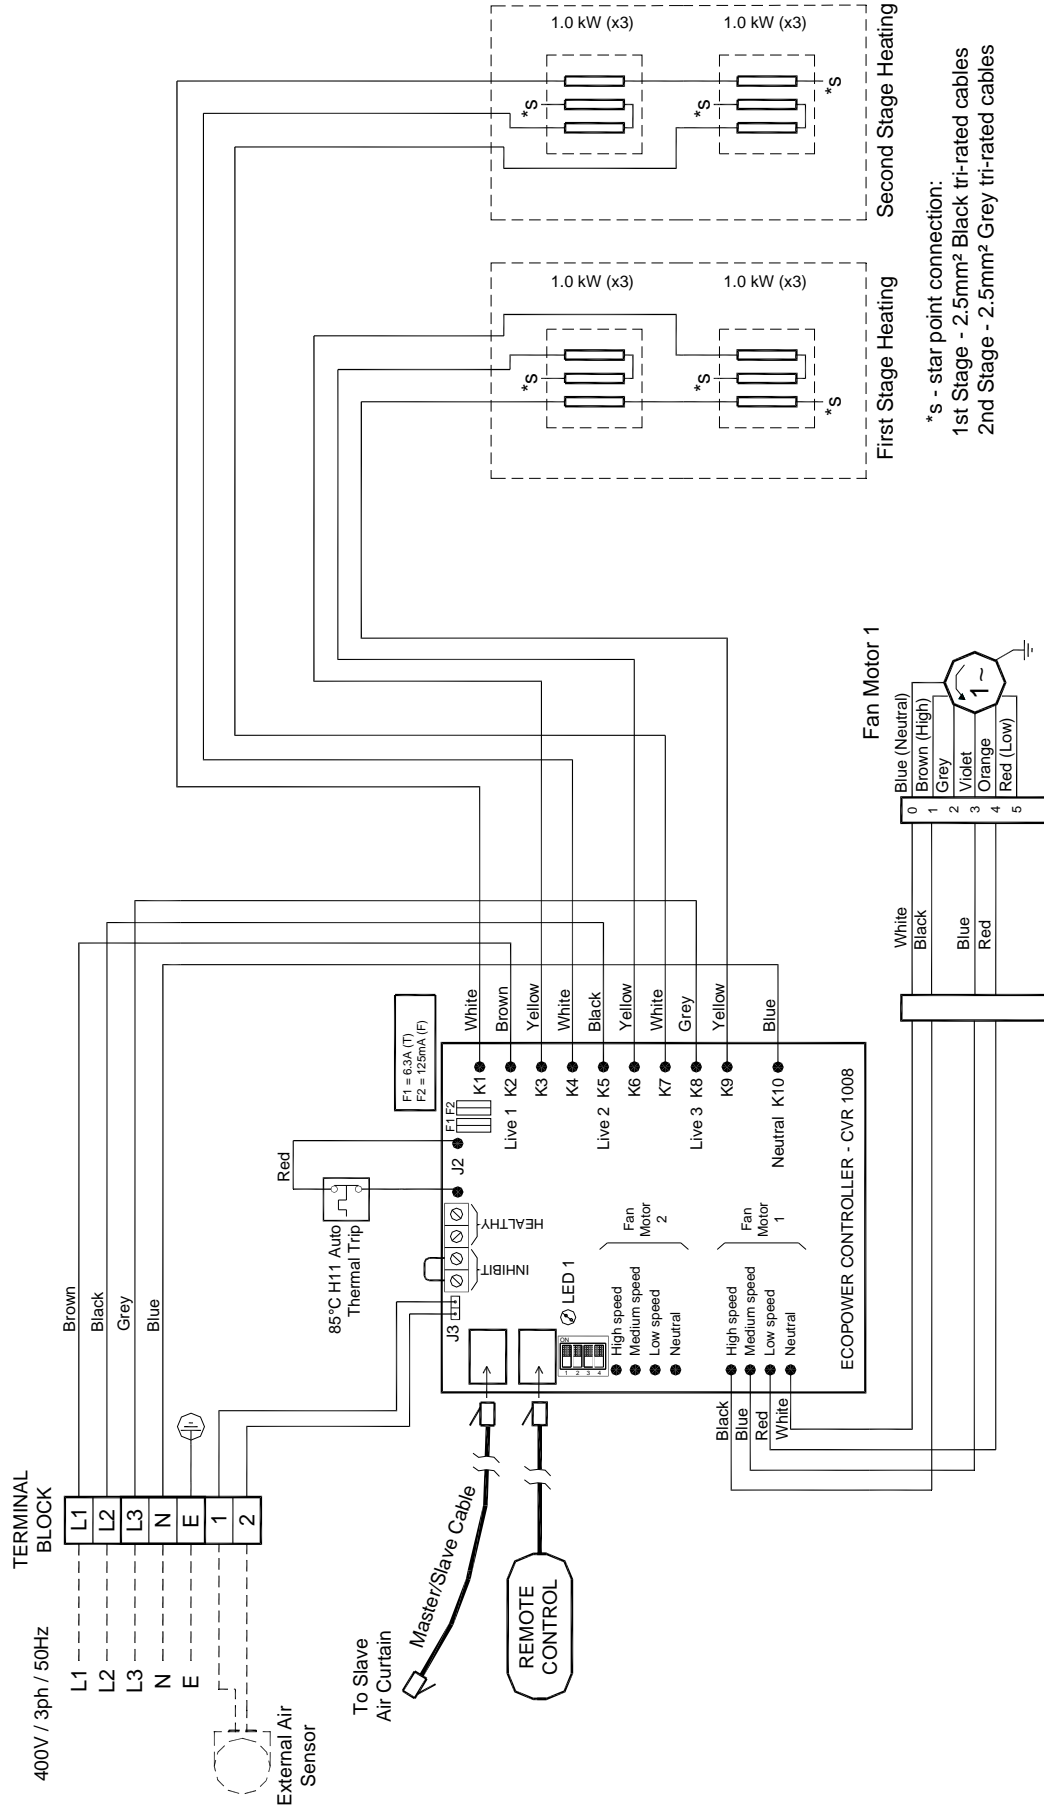 400V / 3ph / 50Hz
TERMINAL
BLOCK
L1
L2
L3
N
E
L1
L2
L3
N
E
1
2
External Air
Sensor
Brown
Black
Grey
Blue
To Slave
Air Curtain
Master/Slave Cable
REMOTE
CONTROL
85°C H11 Auto
Thermal Trip
Red
F1 = 6.3A (T)
F2 = 125mA (F)
J3
INHIBIT
HEALTHY
J2
F1 F2
ON
1 2 3 4
LED 1
High speed
Medium speed
Low speed
Neutral
Fan
Motor
2
High speed
Medium speed
Low speed
Neutral
Fan
Motor
1
Live 1
Live 2
Live 3
Neutral
K1
K2
K3
K4
K5
K6
K7
K8
K9
K10
White
Brown
Yellow
White
Black
Yellow
White
Grey
Yellow
Blue
ECOPOWER CONTROLLER - CVR 1008
Black
Blue
Red
White
White
Black
Blue
Red
0
1
2
3
4
5
Blue (Neutral)
Brown (High)
Grey
Violet
Orange
Red (Low)
Fan Motor 1
1 ~
1.0 kW (x3)
1.0 kW (x3)
*s
*s
*s
First Stage Heating
1.0 kW (x3)
1.0 kW (x3)
*s
*s
*s
Second Stage Heating
*s - star point connection:
1st Stage - 2.5mm² Black tri-rated cables
2nd Stage - 2.5mm² Grey tri-rated cables